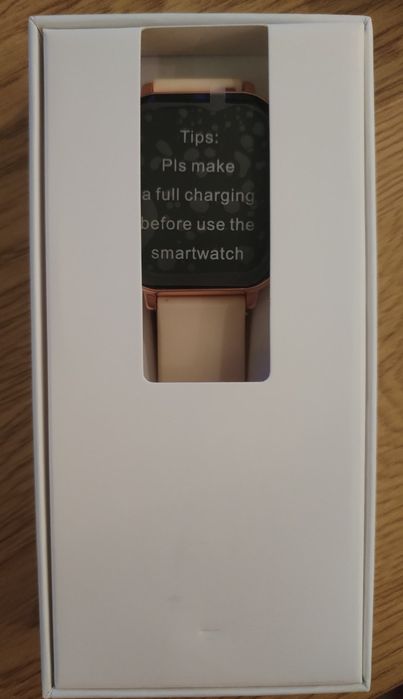 Tips:
Pls make
a full charging
before use the
smartwatch